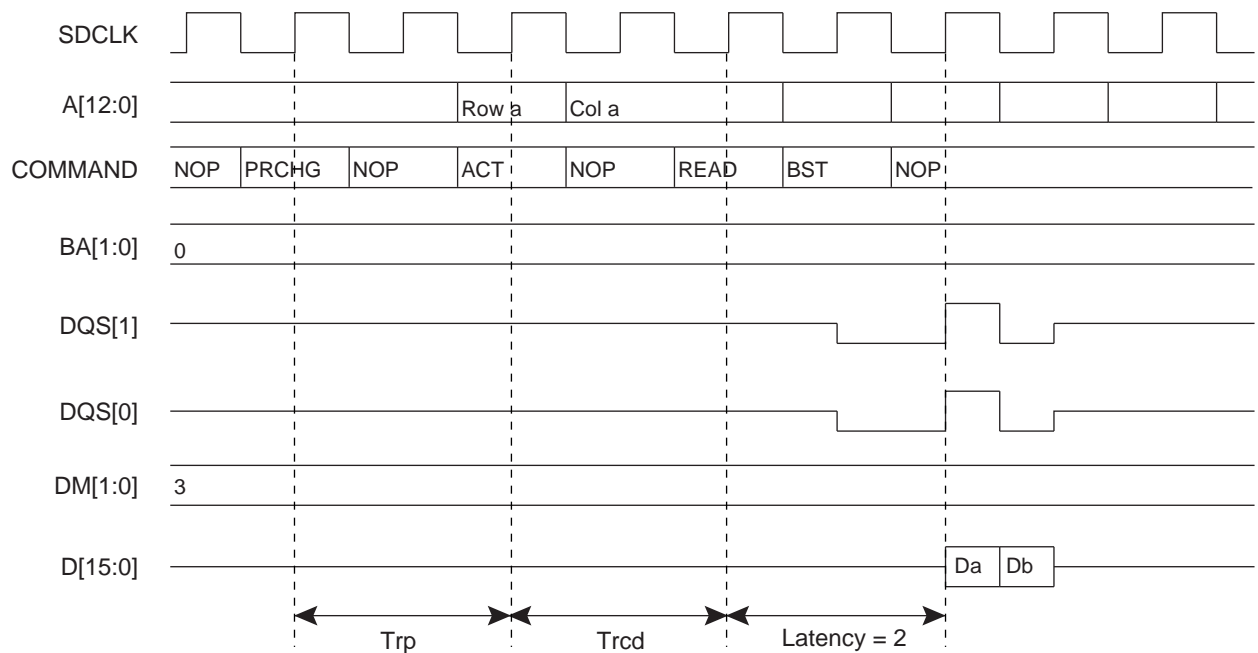 SDCLK
A[12:0] Row a Col a
COMMAND NOP PRCHG NOP ACT NOP READ BST NOP
BA[1:0] 0
DQS[1]
DQS[0]
DM[1:0] 3
D[15:0] Da Db
Trp Trcd Latency = 2